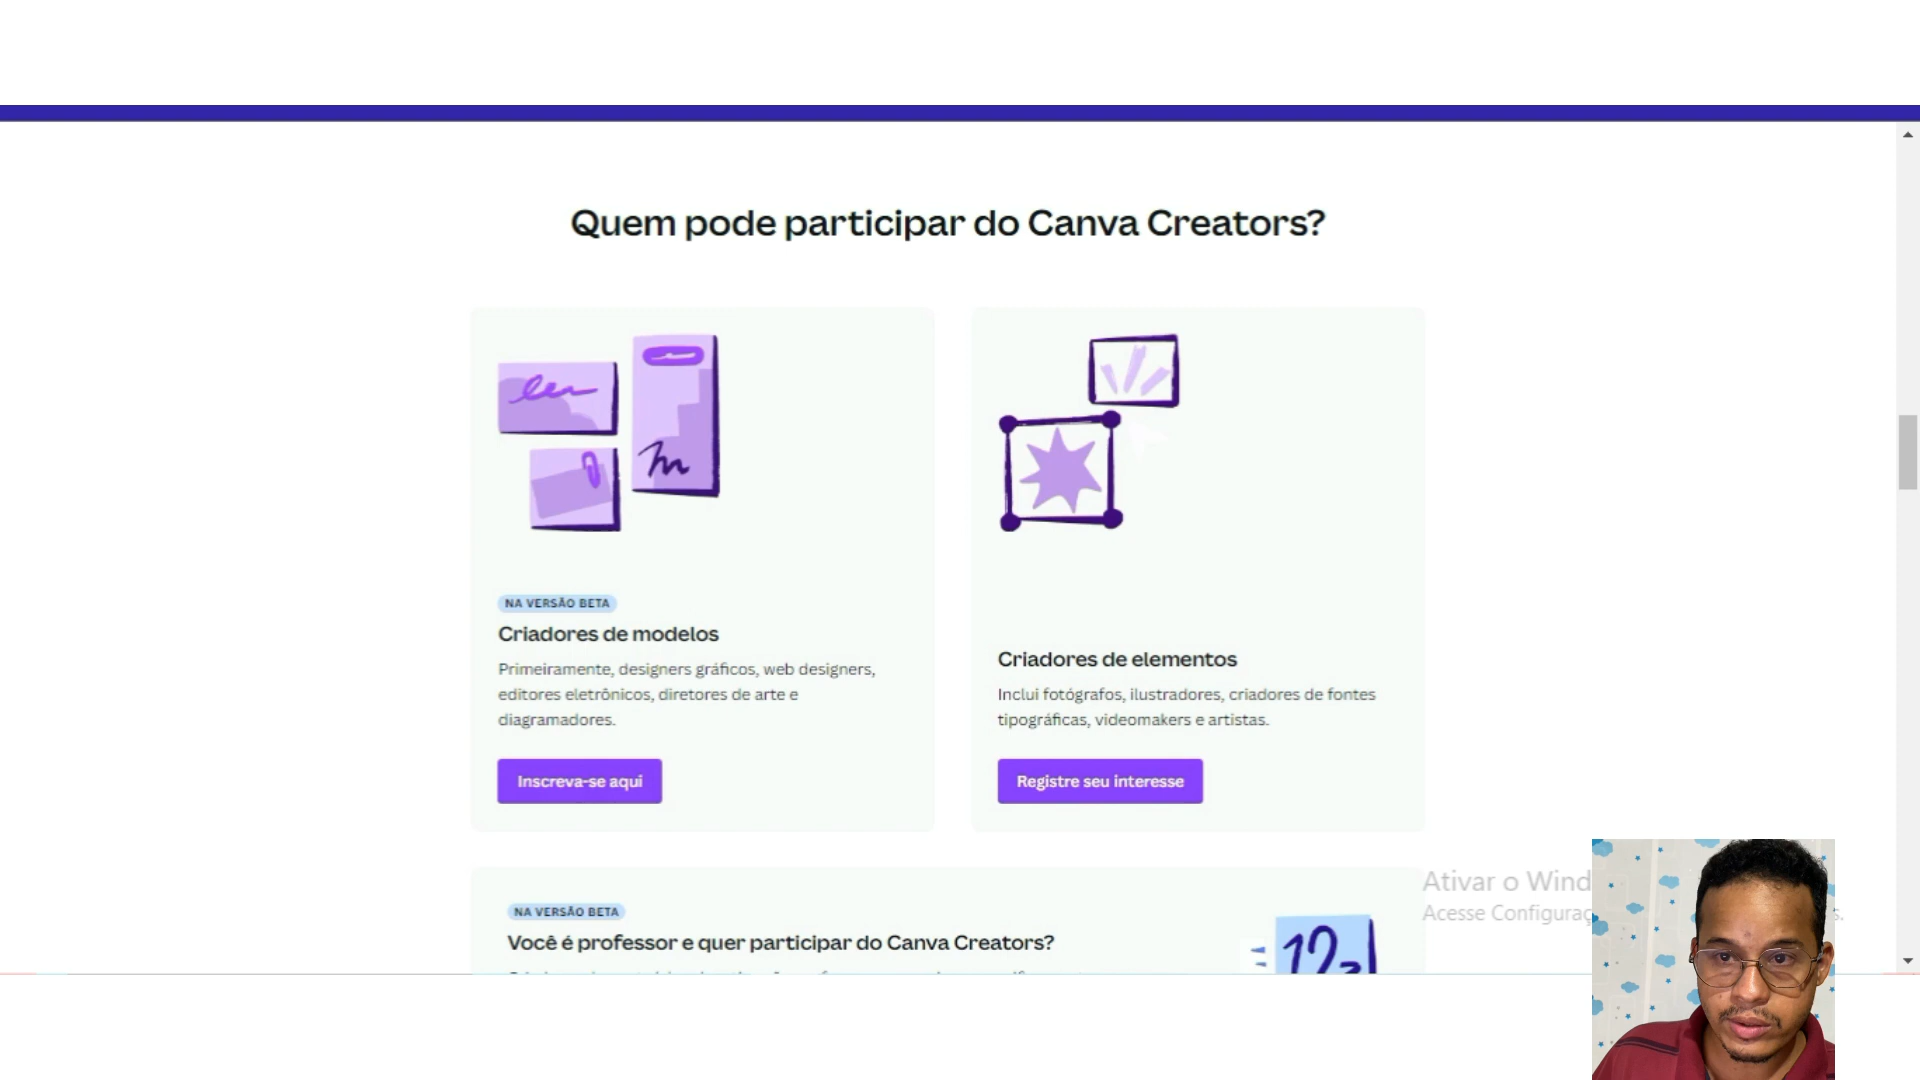 Quem pode participar do Canva Creators?
NA VERSÃO BETA
Criadores de modelos
Primeiramente, designers gráficos, web designers,
editores eletrônicos, diretores de arte e
diagramadores.
Inscreva-se aqui
Criadores de elementos
Inclui fotógrafos, ilustradores, criadores de fontes
tipográficas, videomakers e artistas.
Registre seu interesse
NA VERSÃO BETA
Você é professor e quer participar do Canva Creators?
12
Ativar o Wind
Acesse Configuraç
s.